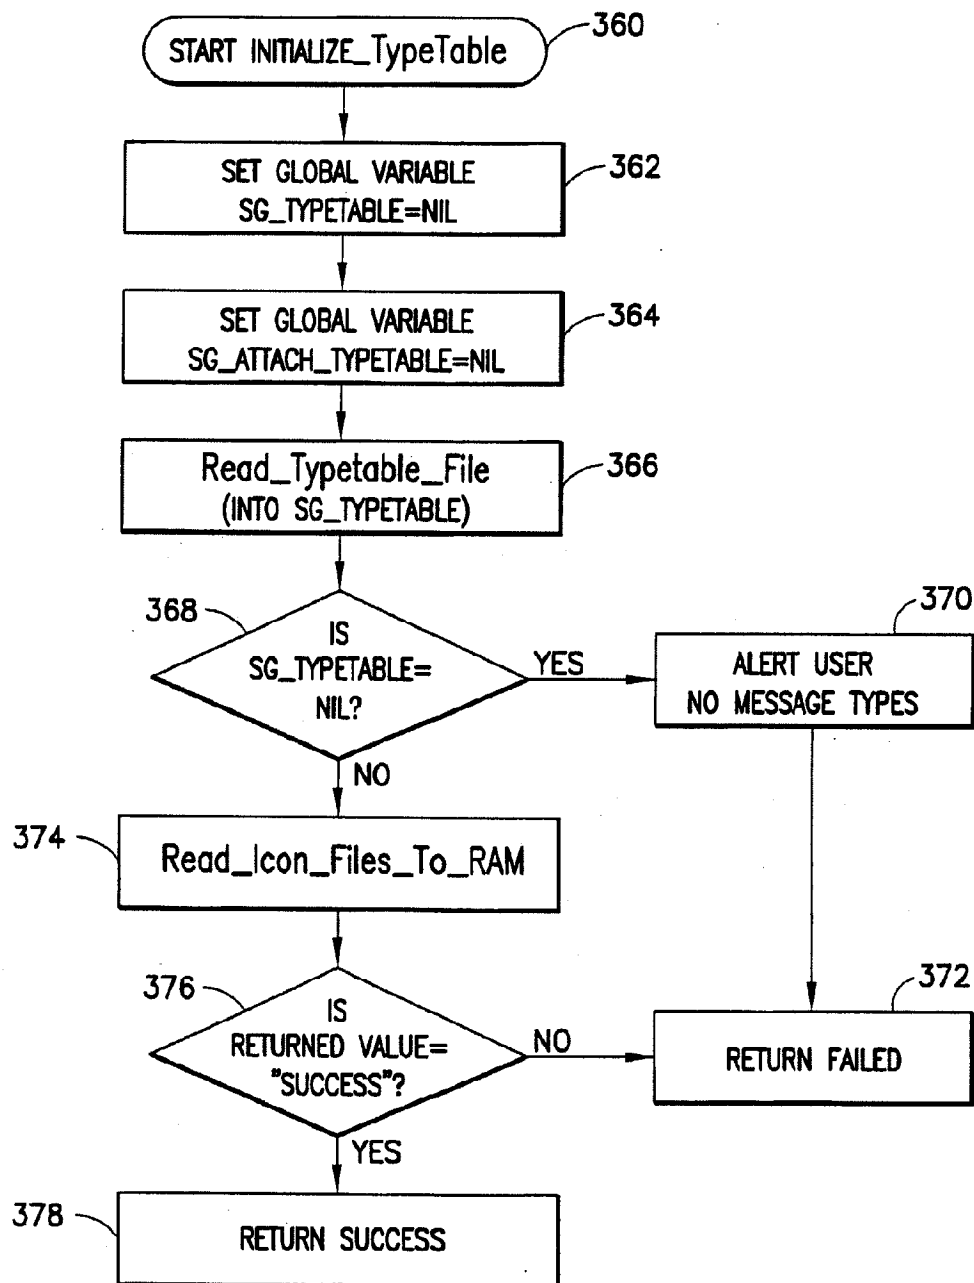 START INITIALIZE_TypeTable
360
SET GLOBAL VARIABLE
SG_TYPETABLE=NIL
362
SET GLOBAL VARIABLE
SG_ATTACH_TYPETABLE=NIL
364
Read_Typetable_File
(INTO SG_TYPETABLE)
366
368
IS
SG_TYPETABLE=
NIL?
YES
370
ALERT USER
NO MESSAGE TYPES
NO
374
Read_Icon_Files_To_RAM
376
IS
RETURNED VALUE=
"SUCCESS"?
NO
372
RETURN FAILED
YES
378
RETURN SUCCESS